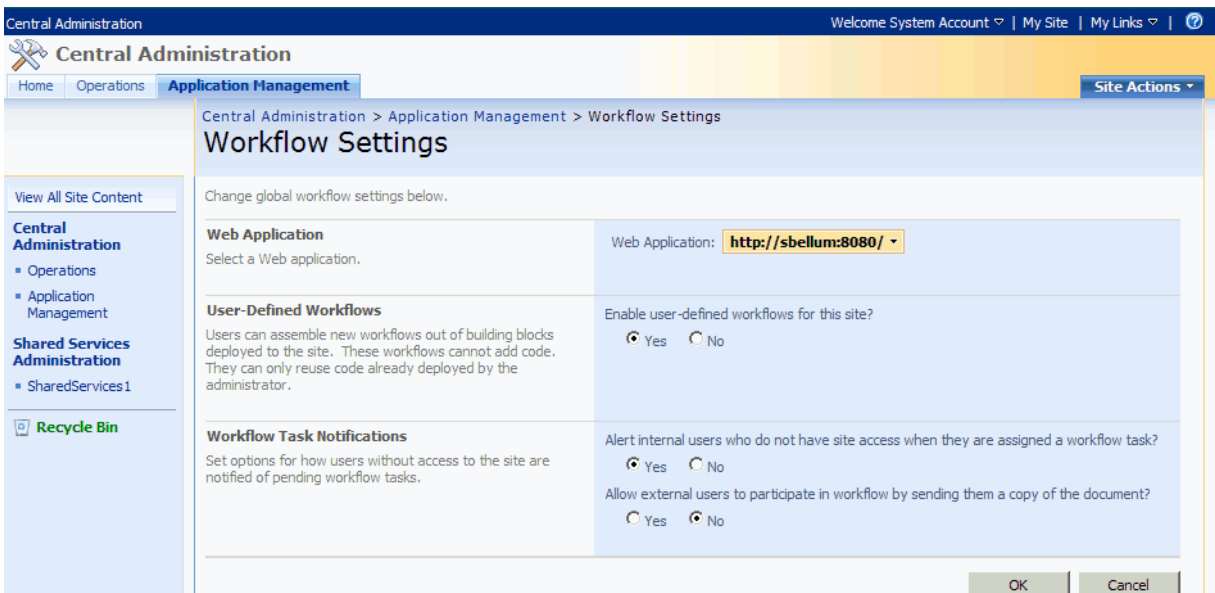 Central Administration
Welcome System Account | My Site | My Links |
Central Administration
Home Operations Application Management
Site Actions
Central Administration > Application Management > Workflow Settings
Workflow Settings
View All Site Content
Central
Administration
Operations
Application
Management
Shared Services
Administration
SharedServices1
Recycle Bin
Change global workflow settings below.
Web Application
Select a Web application.
Web Application: http://sbellum:8080/
User-Defined Workflows
Users can assemble new workflows out of building blocks
deployed to the site. These workflows cannot add code.
They can only reuse code already deployed by the
administrator.
Enable user-defined workflows for this site?
Yes No
Workflow Task Notifications
Set options for how users without access to the site are
notified of pending workflow tasks.
Alert internal users who do not have site access when they are assigned a workflow task?
Yes No
Allow external users to participate in workflow by sending them a copy of the document?
Yes No
OK Cancel